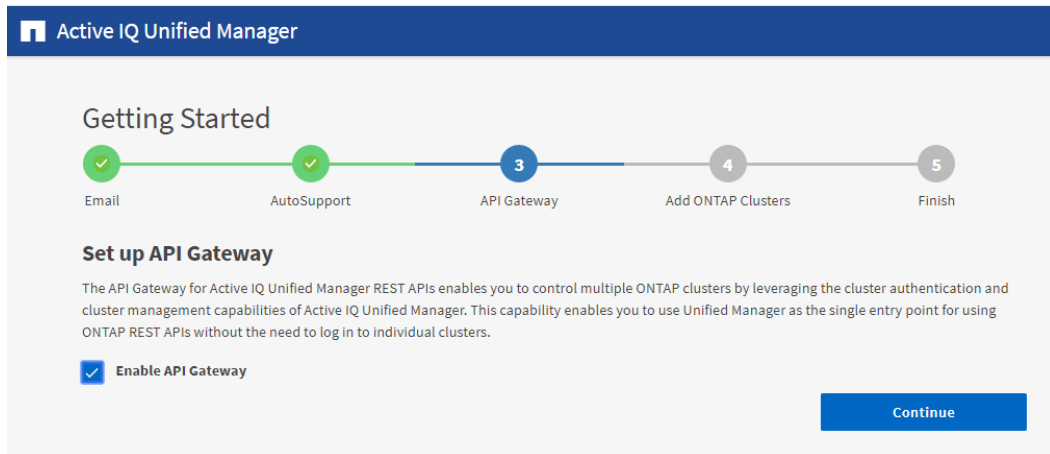 Active IQ Unified Manager
Getting Started
3
4
5
Email
AutoSupport
API Gateway
Add ONTAP Clusters
Finish
Set up API Gateway
The API Gateway for Active IQ Unified Manager REST APIs enables you to control multiple ONTAP clusters by leveraging the cluster authentication and
cluster management capabilities of Active IQ Unified Manager. This capability enables you to use Unified Manager as the single entry point for using
ONTAP REST APIs without the need to log in to individual clusters.
Enable API Gateway
Continue